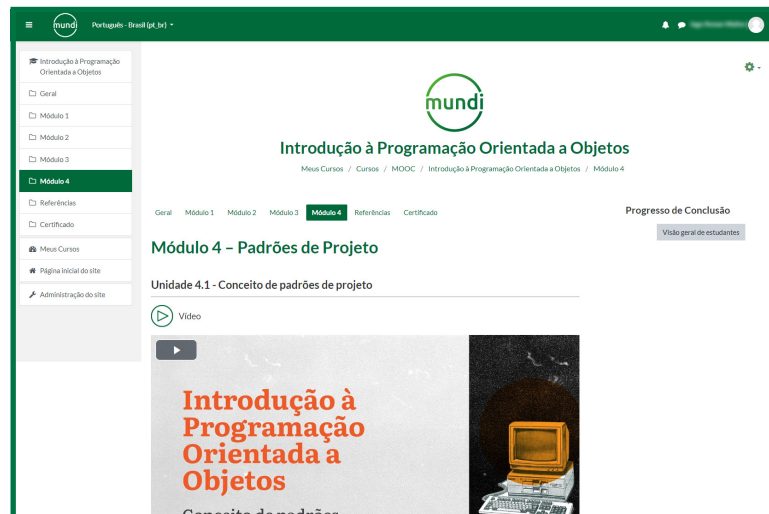 mundi
Português - Brasil (pt_br)
Introdução à Programação
Orientada a Objetos
Geral
Módulo 1
Módulo 2
Módulo 3
Módulo 4
Referências
Certificado
Meus Cursos
Página inicial do site
Administração do site
mundi
Introdução à Programação Orientada a Objetos
Meus Cursos / Cursos / MOOC / Introdução à Programação Orientada a Objetos / Módulo 4
Geral Módulo 1 Módulo 2 Módulo 3 Módulo 4 Referências Certificado
Módulo 4 – Padrões de Projeto
Unidade 4.1 - Conceito de padrões de projeto
Vídeo
Introdução à
Programação
Orientada a
Objetos
Conceito de padrões
Progresso de Conclusão
Visão geral de estudantes